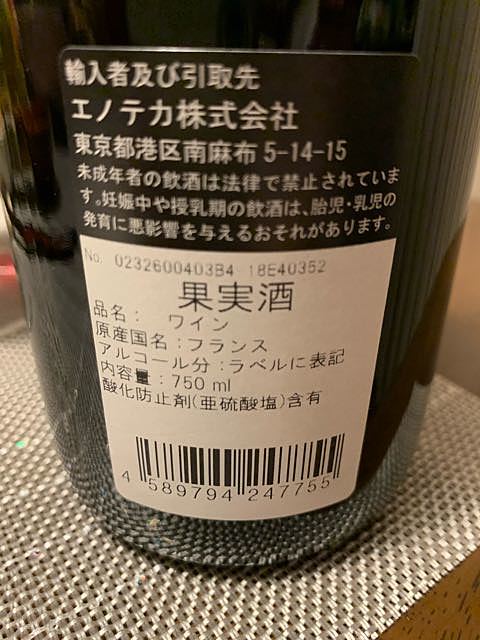 輸入者及び引取先
エノテカ株式会社
東京都港区南麻布 5-14-15
未成年者の飲酒は法律で禁止されていま
す。妊娠中や授乳期の飲酒は、胎児・乳児の
発育に悪影響を与えるおそれがあります。
No. 0232600403B4 18E40352
果実酒
品名： ワイン
原産国名：フランス
アルコール分：ラベルに表記
内容量：750 ml
酸化防止剤(亜硫酸塩)含有
4 589794 247755